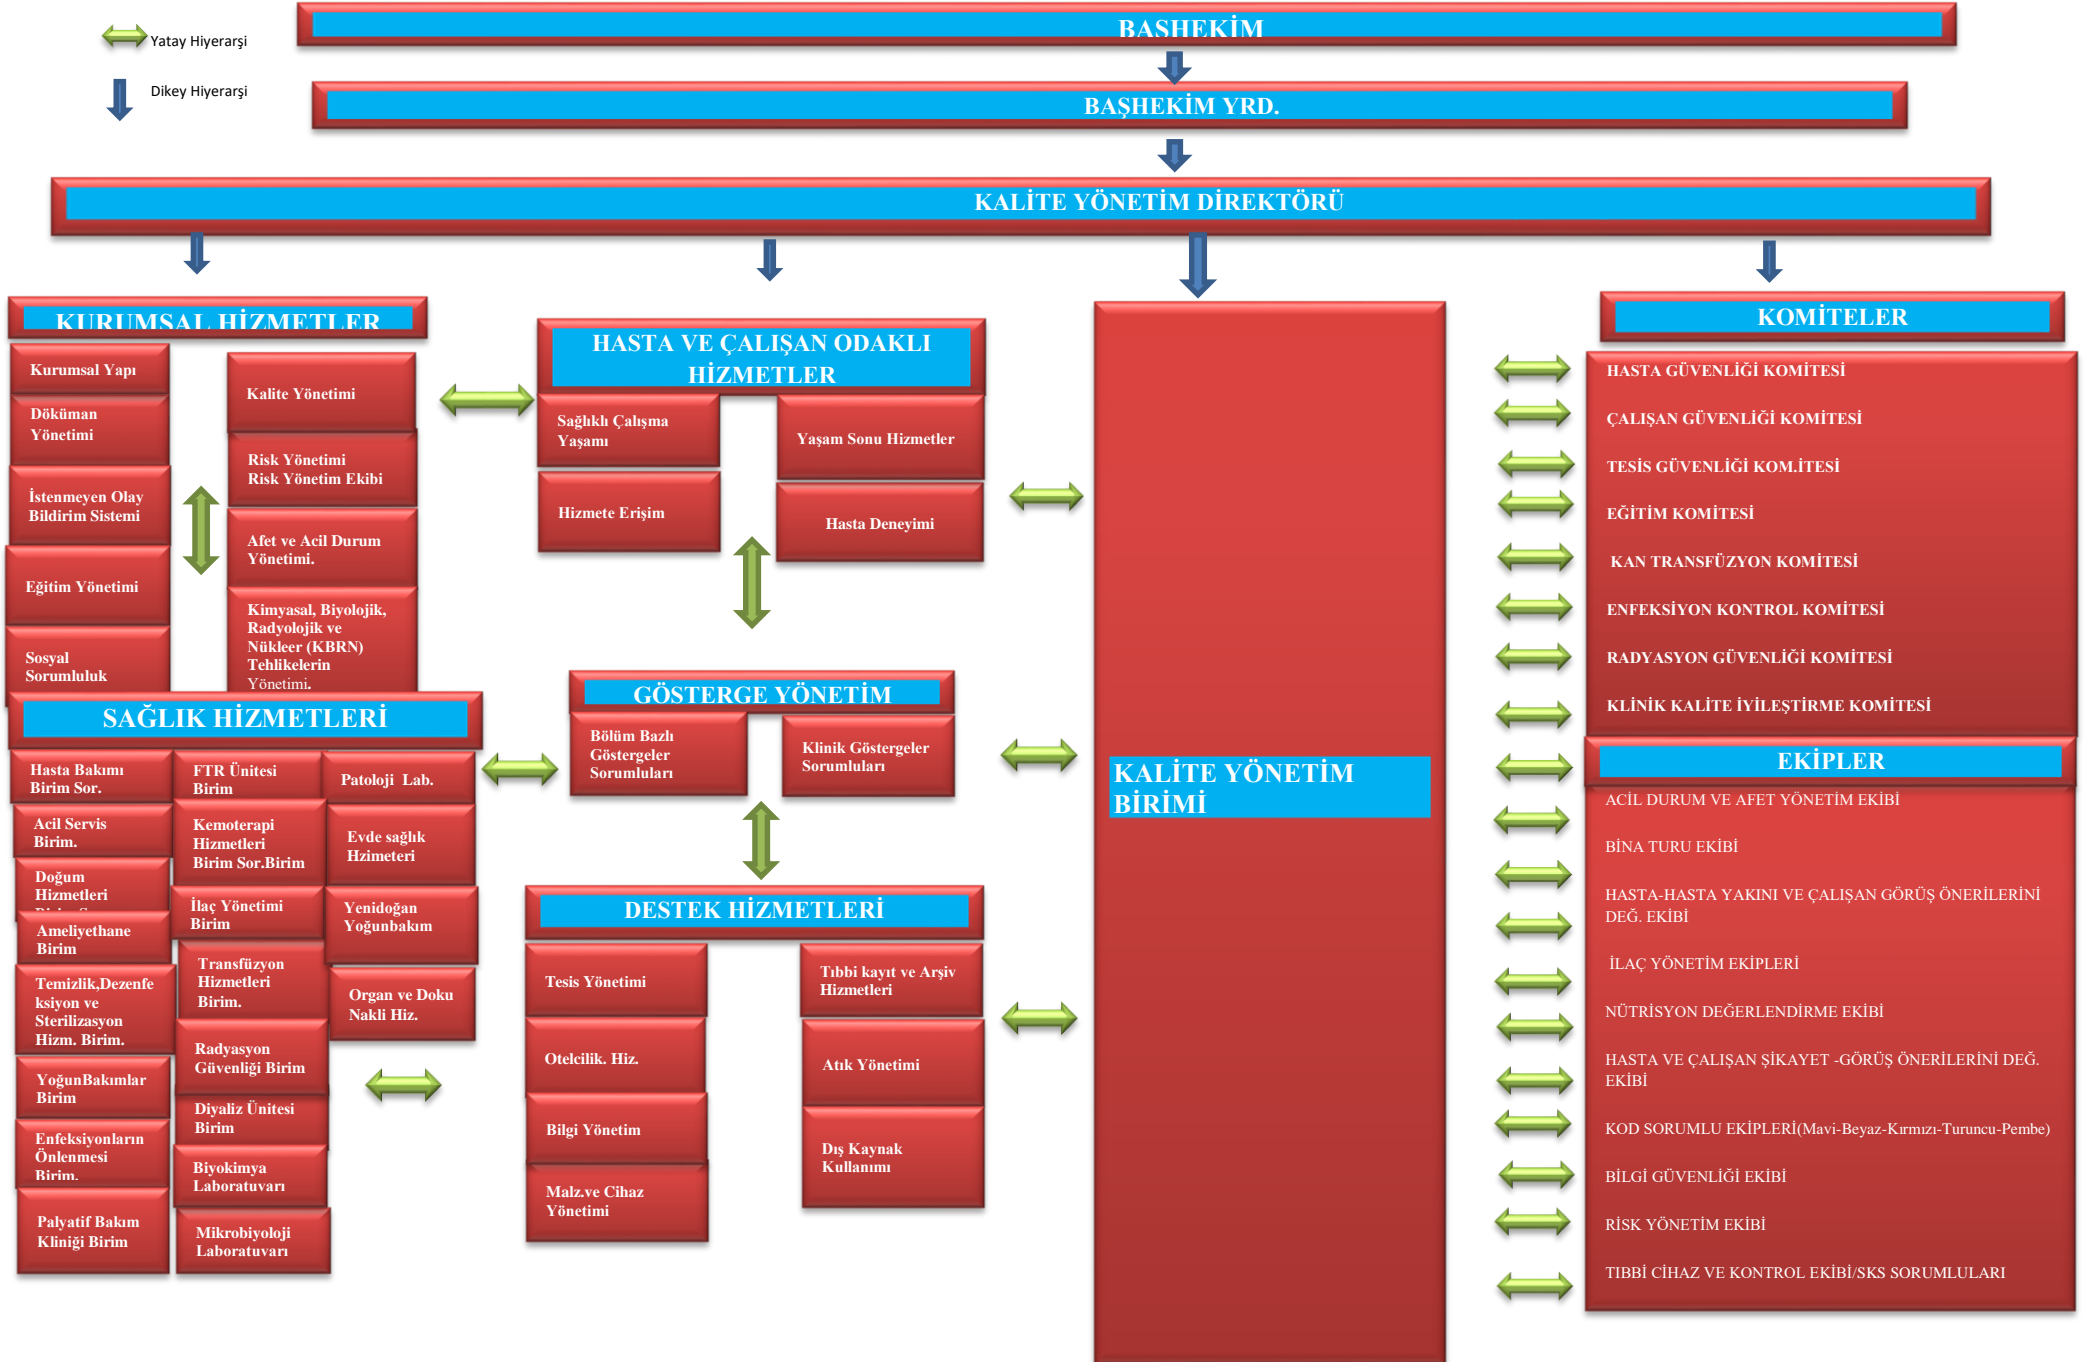 Yatay Hiyerarşi
Dikey Hiyerarşi
BAŞHEKİM
BAŞHEKİM YRD.
KALİTE YÖNETİM DİREKTÖRÜ
KURUMSAL HİZMETLER
Kurumsal Yapı
Döküman
Yönetimi
İstenmeyen Olay
Bildirim Sistemi
Eğitim Yönetimi
Sosyal
Sorumluluk
Kalite Yönetimi
Risk Yönetimi
Risk Yönetim Ekibi
Afet ve Acil Durum
Yönetimi.
Kimyasal, Biyolojik,
Radyolojik ve
Nükleer (KBRN)
Tehlikelerin
Yönetimi.
HASTA VE ÇALIŞAN ODAKLI
HİZMETLER
Sağlıklı Çalışma
Yaşamı
Hizmete Erişim
Yaşam Sonu Hizmetler
Hasta Deneyimi
SAĞLIK HİZMETLERİ
Hasta Bakımı
Birim Sor.
Acil Servis
Birim.
Doğum
Hizmetleri
Ameliyethane
Birim
Temizlik,Dezenfe
ksiyon ve
Sterilizasyon
Hizm. Birim.
YoğunBakımlar
Birim
Enfeksiyonların
Önlenmesi
Birim.
Palyatif Bakım
Kliniği Birim
FTR Ünitesi
Birim
Kemoterapi
Hizmetleri
Birim Sor.Birim
İlaç Yönetimi
Birim
Transfüzyon
Hizmetleri
Birim.
Radyasyon
Güvenliği Birim
Diyaliz Ünitesi
Birim
Biyokimya
Laboratuvarı
Mikrobiyoloji
Laboratuvarı
Patoloji Lab.
Evde sağlık
Hzimeteri
Yenidoğan
Yoğunbakım
Organ ve Doku
Nakli Hiz.
GÖSTERGE YÖNETİM
Bölüm Bazlı
Göstergeler
Sorumluları
Klinik Göstergeler
Sorumluları
DESTEK HİZMETLERİ
Tesis Yönetimi
Otelcilik. Hiz.
Bilgi Yönetim
Malz.ve Cihaz
Yönetimi
Tıbbi kayıt ve Arşiv
Hizmetleri
Atık Yönetimi
Dış Kaynak
Kullanımı
KALİTE YÖNETİM
BİRİMİ
KOMİTELER
HASTA GÜVENLİĞİ KOMİTESİ
ÇALIŞAN GÜVENLİĞİ KOMİTESİ
TESİS GÜVENLİĞİ KOM.İTESİ
EĞİTİM KOMİTESİ
KAN TRANSFÜZYON KOMİTESİ
ENFEKSİYON KONTROL KOMİTESİ
RADYASYON GÜVENLİĞİ KOMİTESİ
KLİNİK KALİTE İYİLEŞTİRME KOMİTESİ
EKİPLER
ACİL DURUM VE AFET YÖNETİM EKİBİ
BİNA TURU EKİBİ
HASTA-HASTA YAKINI VE ÇALIŞAN GÖRÜŞ ÖNERİLERİNİ
DEĞ. EKİBİ
İLAÇ YÖNETİM EKİPLERİ
NÜTRİSYON DEĞERLENDİRME EKİBİ
HASTA VE ÇALIŞAN ŞİKAYET -GÖRÜŞ ÖNERİLERİNİ DEĞ.
EKİBİ
KOD SORUMLU EKİPLERİ(Mavi-Beyaz-Kırmızı-Turuncu-Pembe)
BİLGİ GÜVENLİĞİ EKİBİ
RİSK YÖNETİM EKİBİ
TIBBİ CİHAZ VE KONTROL EKİBİ/SKS SORUMLULARI